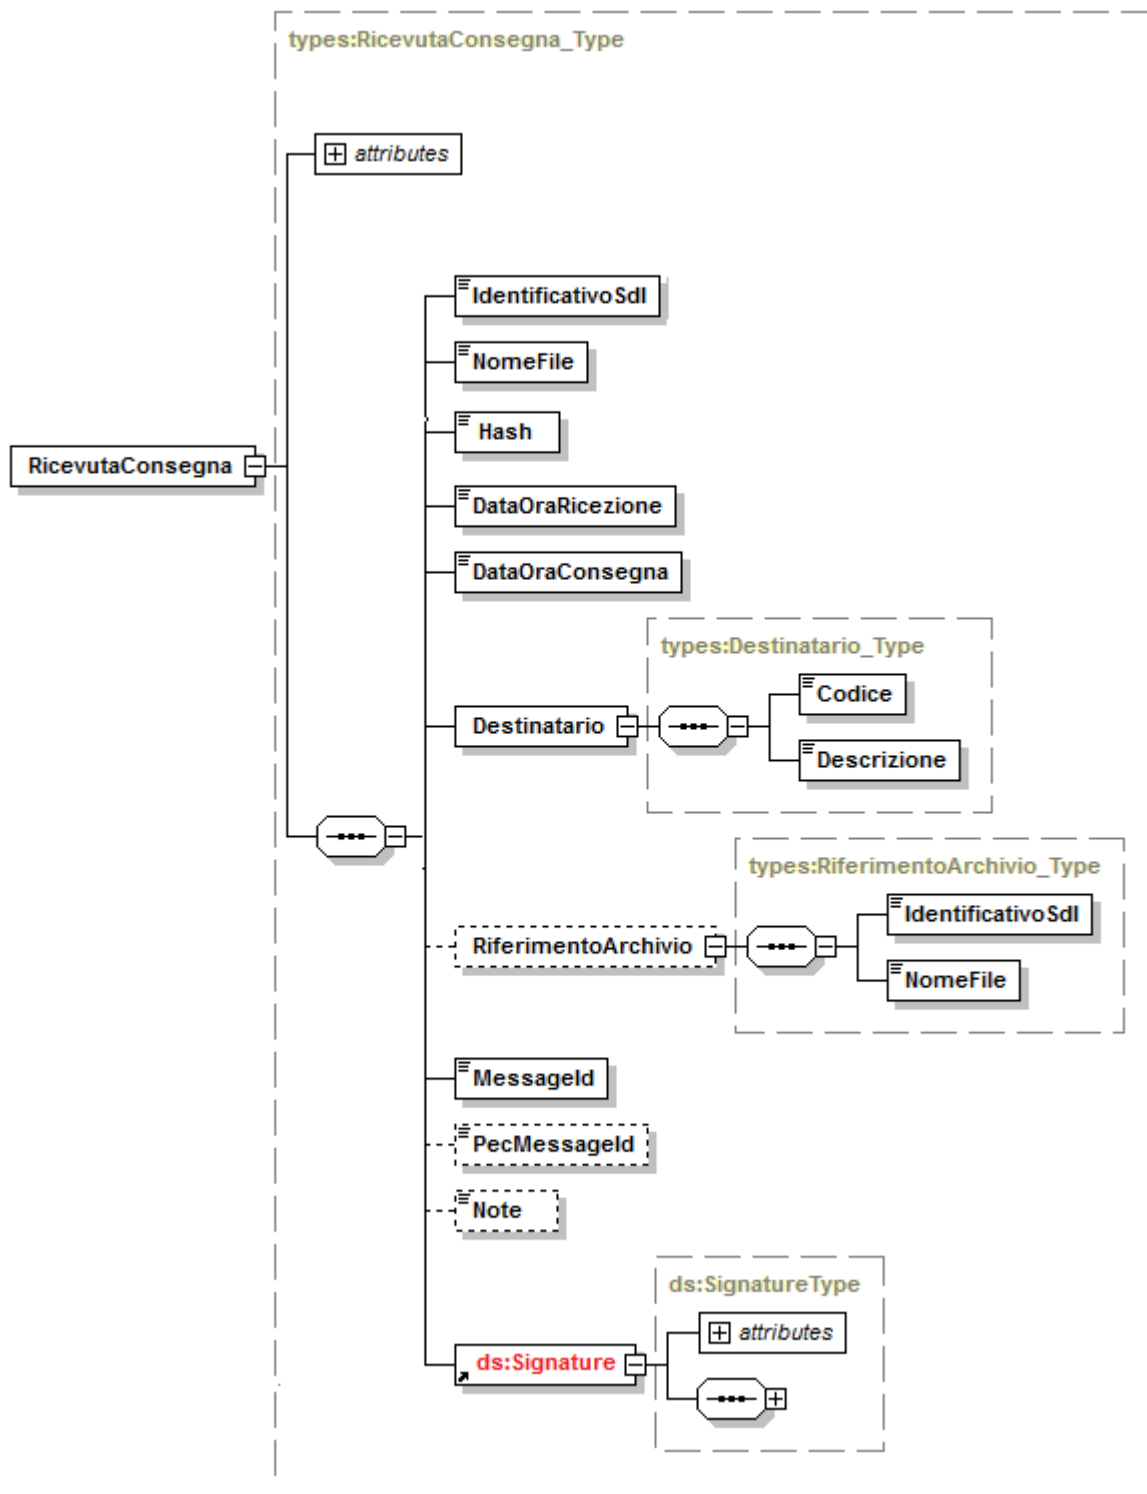 types:RicevutaConsegna_Type
attributes
IdentificativoSdI
NomeFile
Hash
RicevutaConsegna
DataOraRicezione
DataOraConsegna
types:Destinatario_Type
Codice
Destinatario
Descrizione
types:RiferimentoArchivio_Type
IdentificativoSdI
RiferimentoArchivio
NomeFile
MessageId
PecMessageId
Note
ds:SignatureType
attributes
ds:Signature